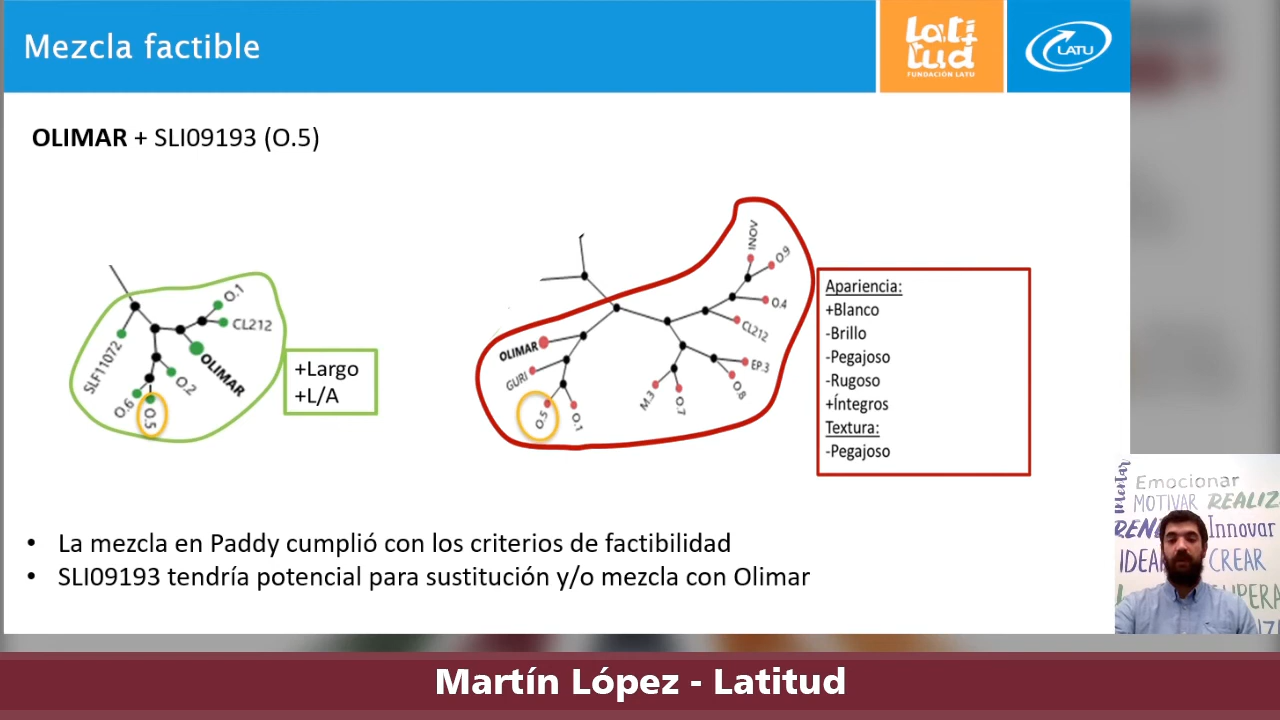 Mezcla factible
Latitud
FUNDACIÓN LATU
LATU
OLIMAR + SLI09193 (O.5)
O.1
CL212
SLF11072
OLIMAR
O.2
O.6
O.5
+Largo
+L/A
INOV
O.9
O.4
CL212
OLIMAR
GURI
EP.3
O.8
M.3
O.7
O.5
O.1
Apariencia:
+Blanco
-Brillo
-Pegajoso
-Rugoso
+Íntegros
Textura:
-Pegajoso
• La mezcla en Paddy cumplió con los criterios de factibilidad
• SLI09193 tendría potencial para sustitución y/o mezcla con Olimar
Emocionar
MOTIVAR REALIZ
Innovar
IDEA
CREAR
Martín López - Latitud